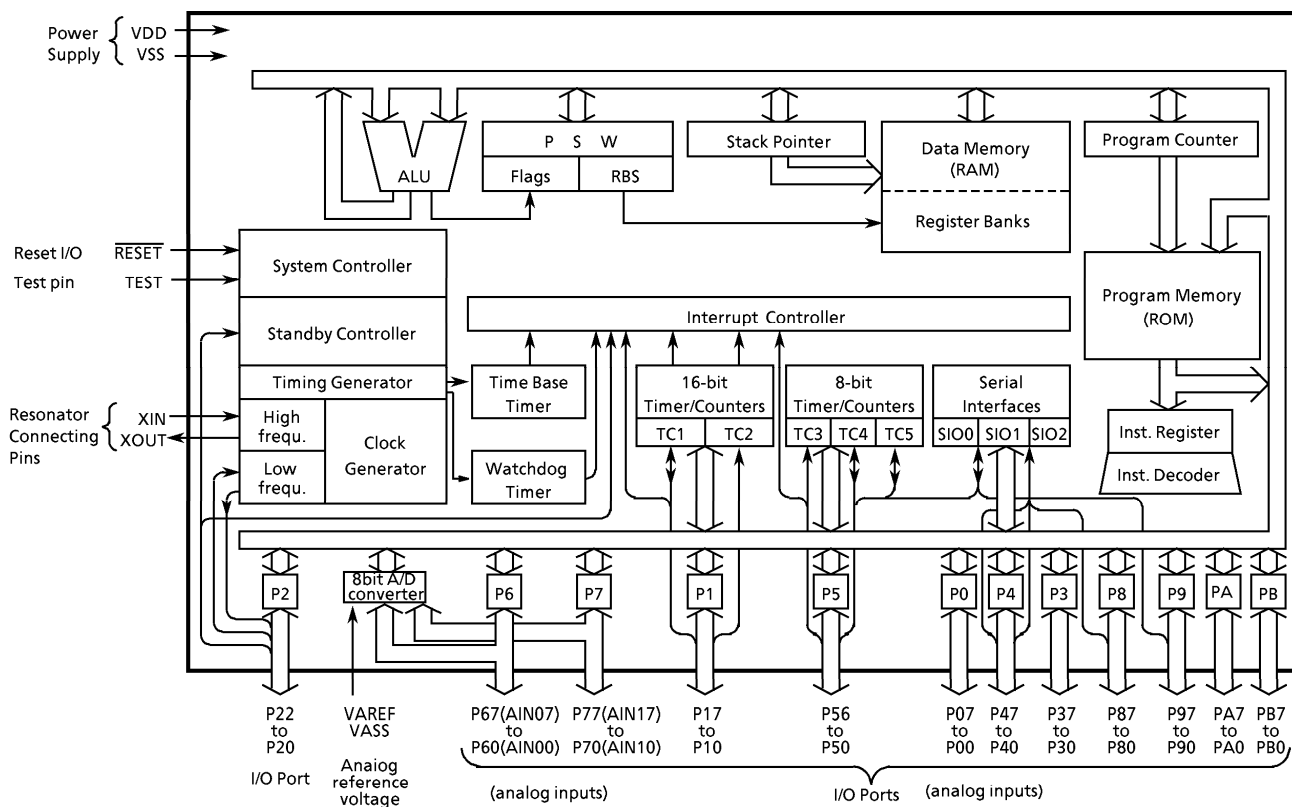 Power
Supply
VDD
VSS
P S W
Flags
RBS
ALU
Stack Pointer
Data Memory
(RAM)
Register Banks
Program Counter
Reset I/O
RESET
Test pin
TEST
System Controller
Standby Controller
Timing Generator
High
frequ.
Low
frequ.
Clock
Generator
Resonator
Connecting
Pins
XIN
XOUT
Interrupt Controller
Time Base
Timer
Watchdog
Timer
16-bit
Timer/Counters
TC1
TC2
8-bit
Timer/Counters
TC3
TC4
TC5
Serial
Interfaces
SIO0
SIO1
SIO2
Program Memory
(ROM)
Inst. Register
Inst. Decoder
P2
8bit A/D
converter
P6
P7
P1
P5
P0
P4
P3
P8
P9
PA
PB
P22
to
P20
I/O Port
VAREF
VASS
Analog
reference
voltage
P67(AIN07)
to
P60(AIN00)
P77(AIN17)
to
P70(AIN10)
P17
to
P10
P56
to
P50
P07
to
P00
P47
to
P40
P37
to
P30
P87
to
P80
P97
to
P90
PA7
to
PA0
PB7
to
PB0
(analog inputs)
I/O Ports
(analog inputs)